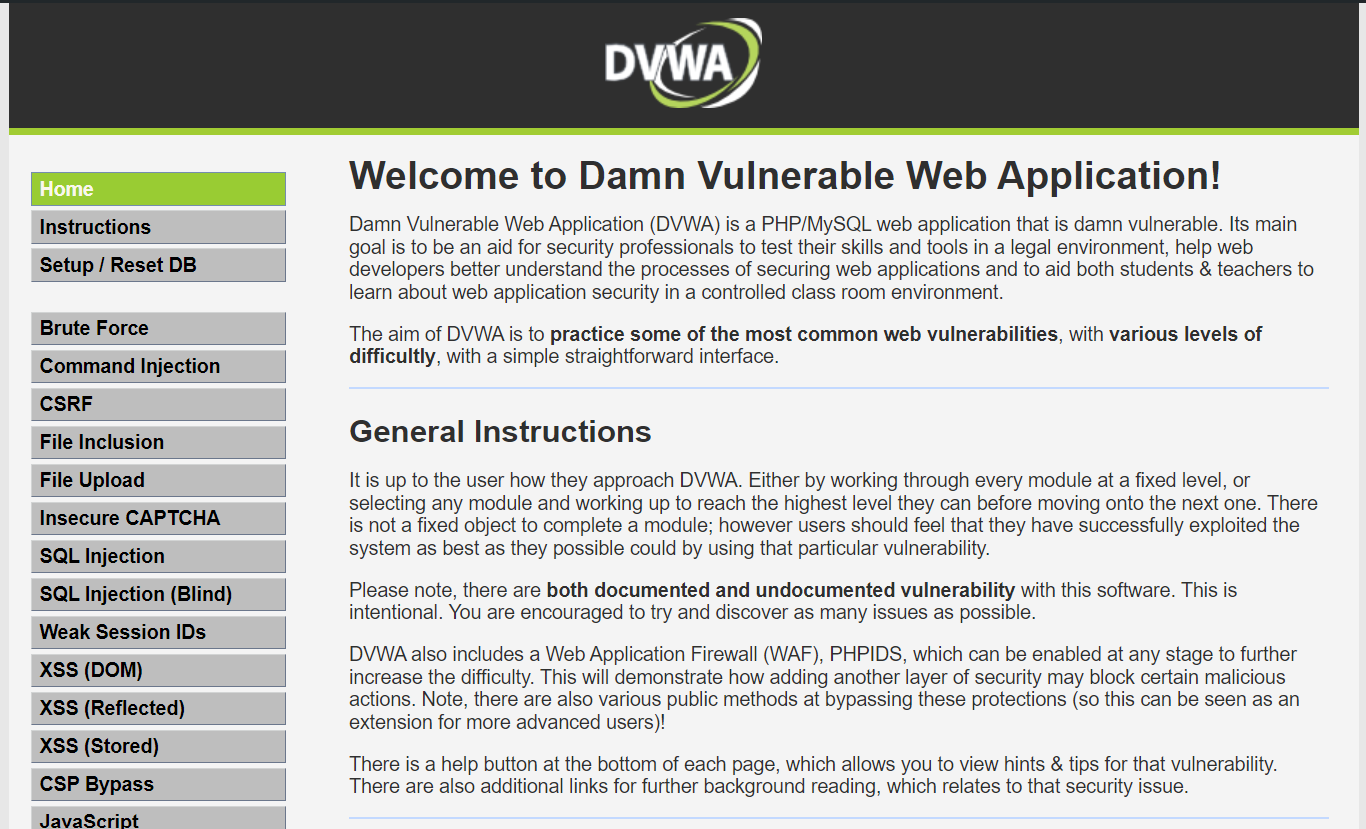 DVWA
Home
Instructions
Setup / Reset DB
Brute Force
Command Injection
CSRF
File Inclusion
File Upload
Insecure CAPTCHA
SQL Injection
SQL Injection (Blind)
Weak Session IDs
XSS (DOM)
XSS (Reflected)
XSS (Stored)
CSP Bypass
JavaScript
Welcome to Damn Vulnerable Web Application!
Damn Vulnerable Web Application (DVWA) is a PHP/MySQL web application that is damn vulnerable. Its main
goal is to be an aid for security professionals to test their skills and tools in a legal environment, help web
developers better understand the processes of securing web applications and to aid both students & teachers to
learn about web application security in a controlled class room environment.
The aim of DVWA is to practice some of the most common web vulnerabilities, with various levels of
difficultly, with a simple straightforward interface.
General Instructions
It is up to the user how they approach DVWA. Either by working through every module at a fixed level, or
selecting any module and working up to reach the highest level they can before moving onto the next one. There
is not a fixed object to complete a module; however users should feel that they have successfully exploited the
system as best as they possible could by using that particular vulnerability.
Please note, there are both documented and undocumented vulnerability with this software. This is
intentional. You are encouraged to try and discover as many issues as possible.
DVWA also includes a Web Application Firewall (WAF), PHPIDS, which can be enabled at any stage to further
increase the difficulty. This will demonstrate how adding another layer of security may block certain malicious
actions. Note, there are also various public methods at bypassing these protections (so this can be seen as an
extension for more advanced users)!
There is a help button at the bottom of each page, which allows you to view hints & tips for that vulnerability.
There are also additional links for further background reading, which relates to that security issue.